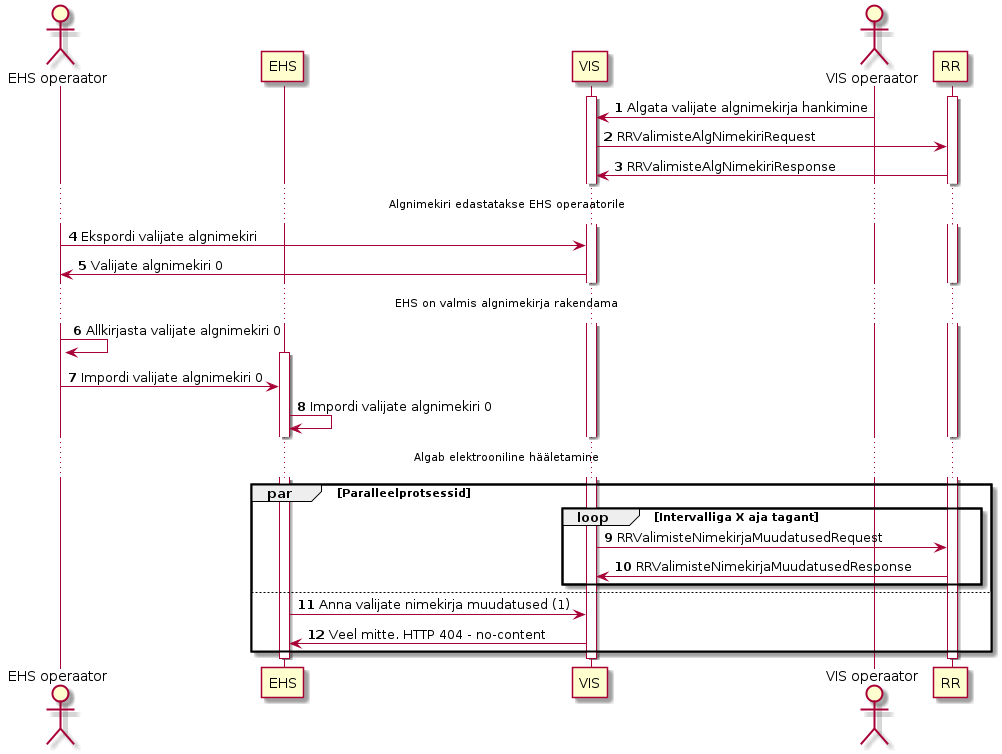 EHS operaator
EHS
VIS
VIS operaator
RR
1 Algata valijate algnimekirja hankimine
2 RRValimisteAlgNimekiriRequest
3 RRValimisteAlgNimekiriResponse
Algnimekiri edastatakse EHS operaatorile
4 Ekspordi valijate algnimekiri
5 Valijate algnimekiri 0
EHS on valmis algnimekirja rakendama
6 Allkirjasta valijate algnimekiri 0
7 Impordi valijate algnimekiri 0
8 Impordi valijate algnimekiri 0
Algab elektrooniline hääletamine
par [Paralleelprotsessid]
loop [Intervalliga X aja tagant]
9 RRValimisteNimekirjaMuudatusedRequest
10 RRValimisteNimekirjaMuudatusedResponse
11 Anna valijate nimekirja muudatused (1)
12 Veel mitte. HTTP 404 - no-content
EHS operaator
EHS
VIS
VIS operaator
RR